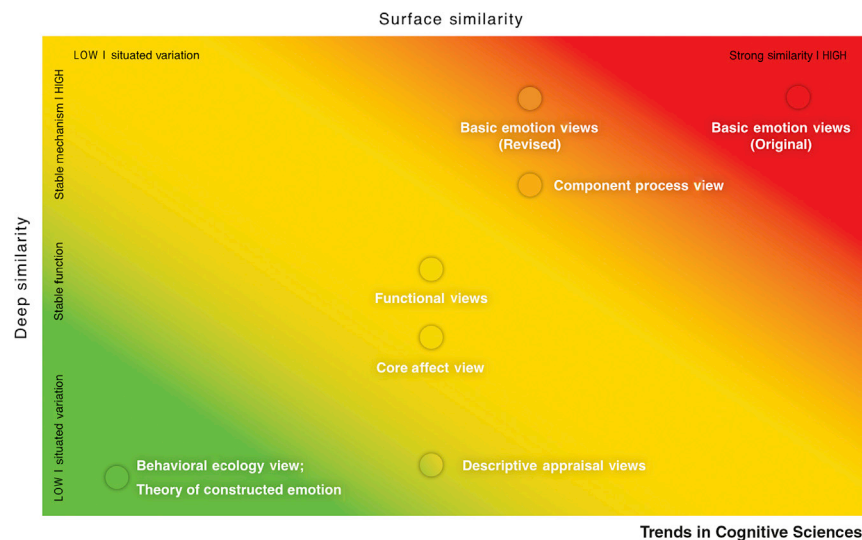 Surface similarity
LOW I situated variation
Strong similarity I HIGH
Deep similarity
Stable mechanism I HIGH
Stable function
LOW I situated variation
Basic emotion views
(Revised)
Basic emotion views
(Original)
Component process view
Functional views
Core affect view
Behavioral ecology view;
Theory of constructed emotion
Descriptive appraisal views
Trends in Cognitive Sciences